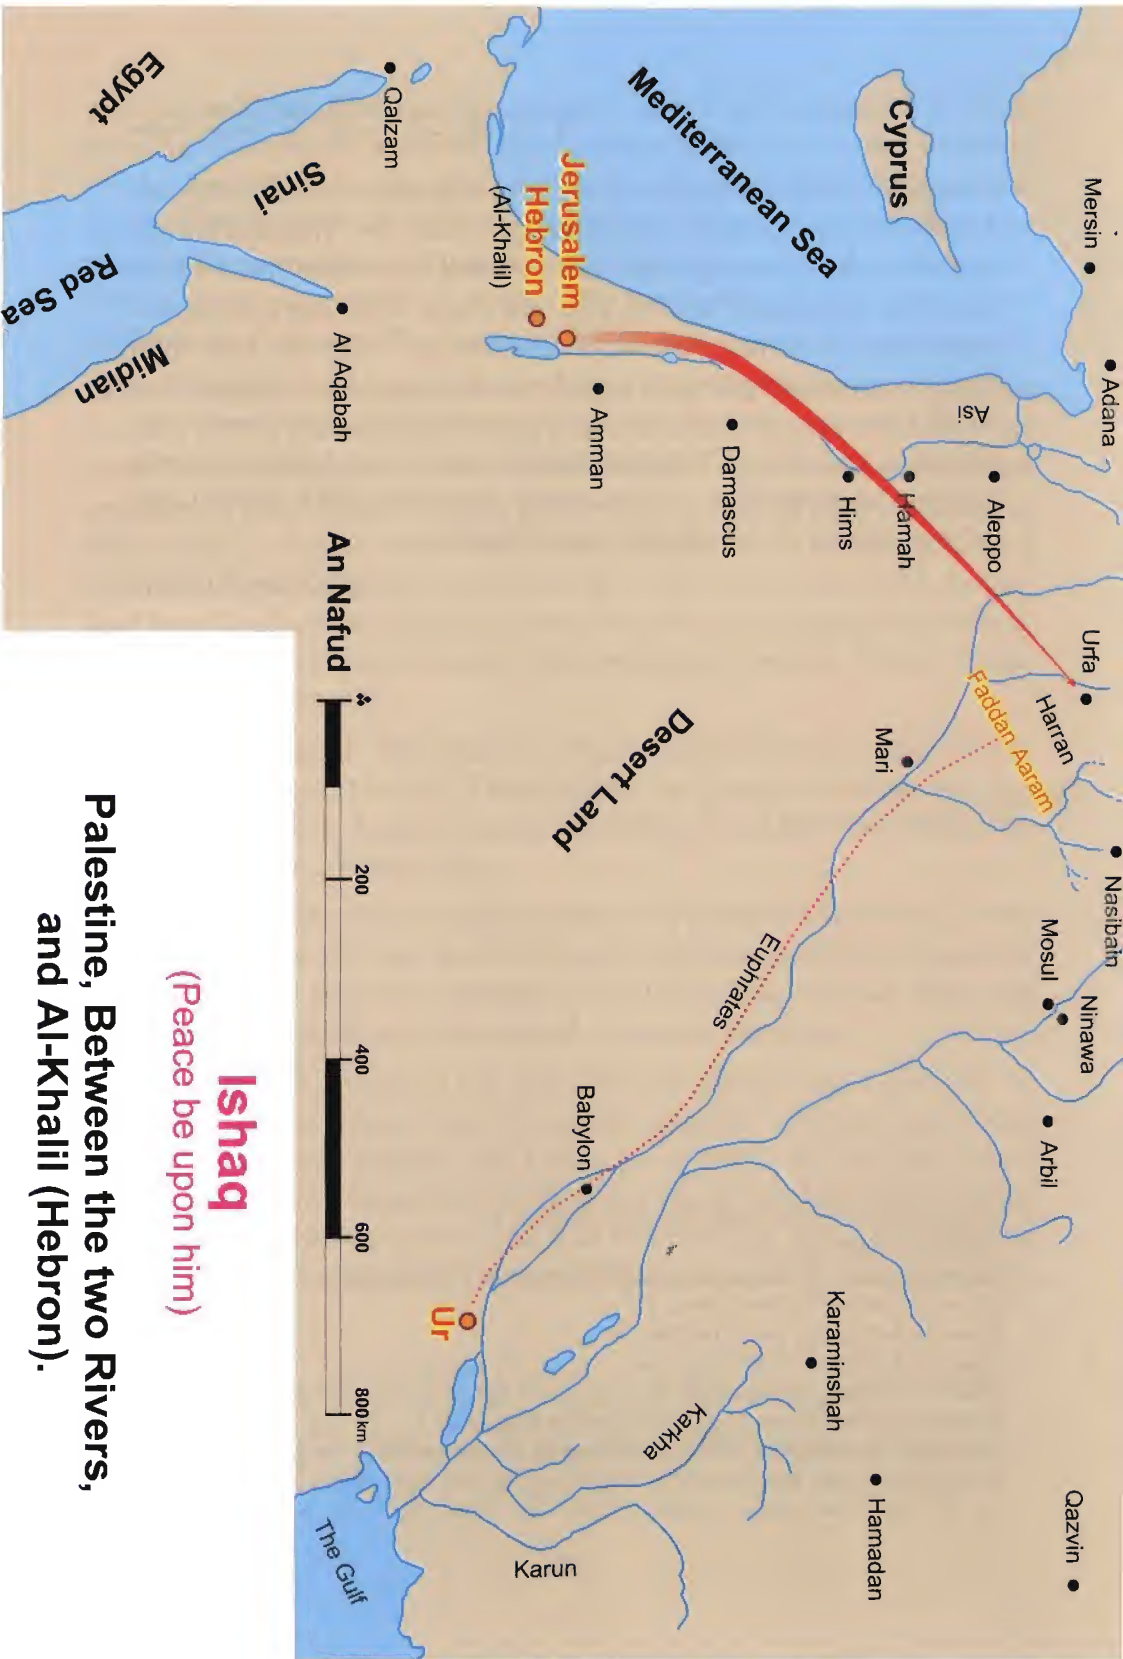 Mersin
Adana
Urfa
Harran
Nasibain
Mosul
Ninawa
Arbil
Qazvin
Cyprus
Asi
Aleppo
Faddan Aaram
Hamah
Mari
Hims
Karaminshah
Hamadan
Mediterranean Sea
Damascus
Euphrates
Karkha
Jerusalem
Hebron
(Al-Khalil)
Amman
Desert Land
Babylon
Karun
Ur
Qalzam
Sinai
Egypt
Al Aqabah
Red Sea
Midian
An Nafud
200
400
600
800 km
The Gulf
Ishaq
(Peace be upon him)
Palestine, Between the two Rivers,
and Al-Khalil (Hebron).